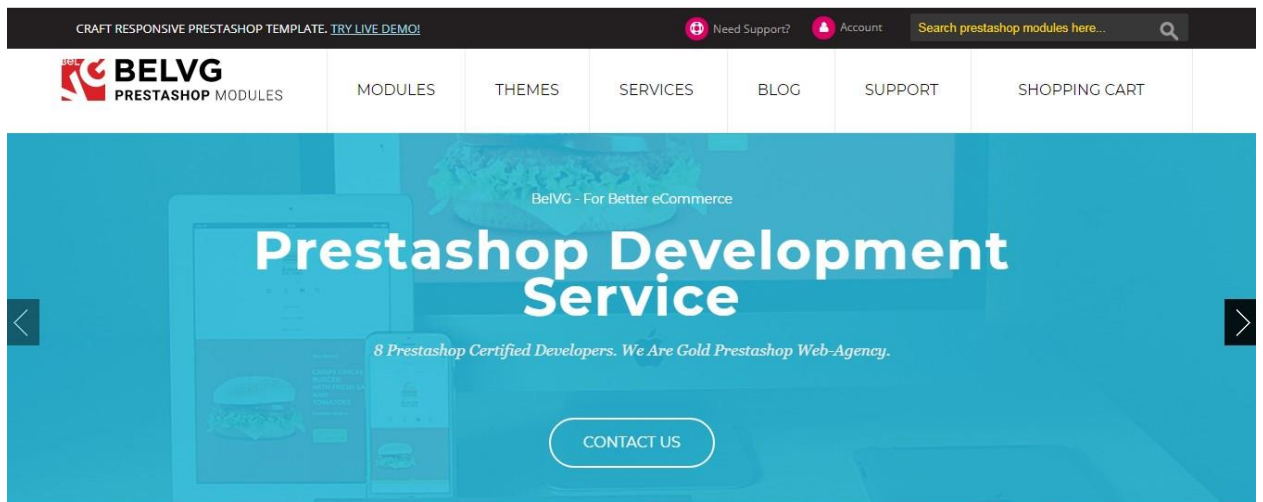 CRAFT RESPONSIVE PRESTASHOP TEMPLATE. TRY LIVE DEMO!
Need Support?
Account
Search prestashop modules here...
BelVG
BELVG
PRESTASHOP MODULES
MODULES
THEMES
SERVICES
BLOG
SUPPORT
SHOPPING CART
BelVG - For Better eCommerce
Prestashop Development
Service
8 Prestashop Certified Developers. We Are Gold Prestashop Web-Agency.
CONTACT US